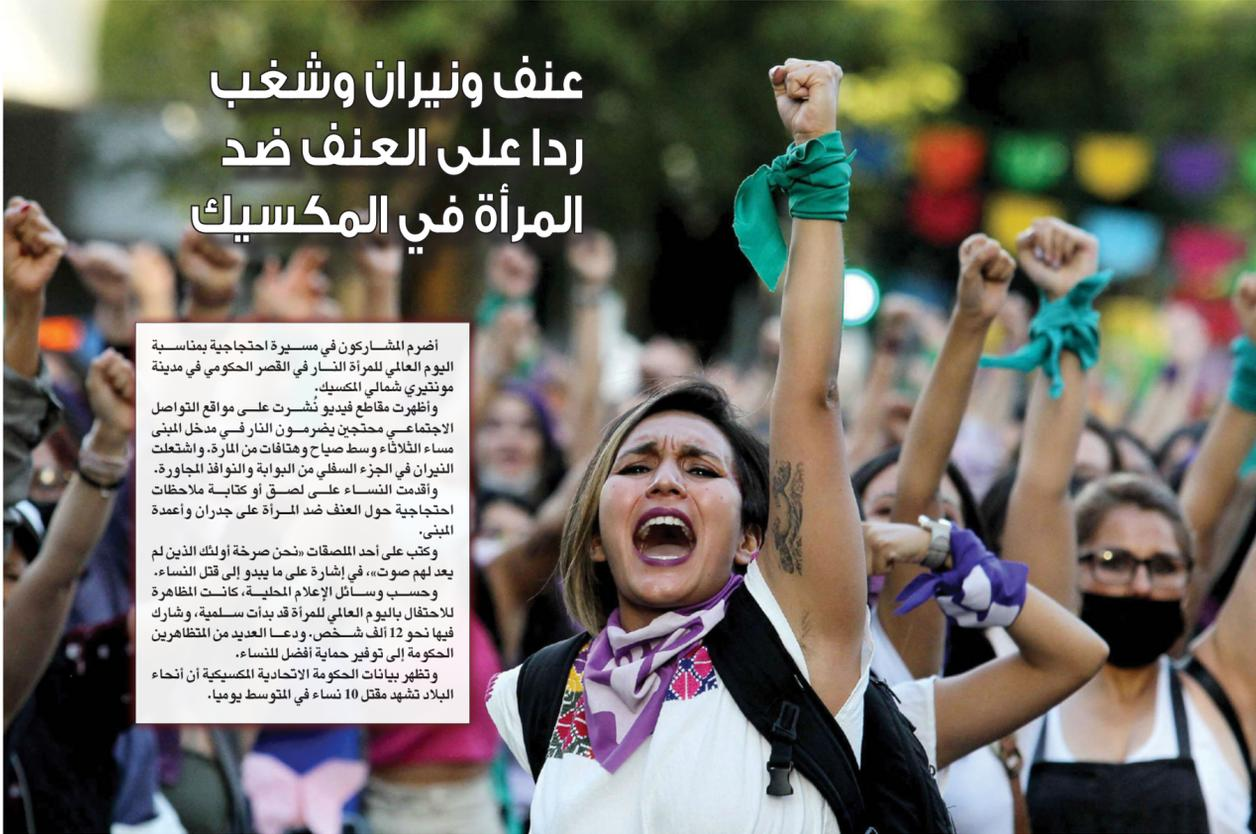 عنف ونيران وشغب
ردا على العنف ضد
المرأة في المكسيك
أضرم المشاركون في مسيرة احتجاجية بمناسبة
اليوم العالمي للمرأة النار في القصر الحكومي في مدينة
مونتيري شمالي المكسيك.
وأظهرت مقاطع فيديو نُشرت على مواقع التواصل
الاجتماعي محتجين يضرمون النار في مدخل المبنى
مساء الثلاثاء وسط صياح وهتافات من المارة. واشتعلت
النيران في الجزء السفلي من البوابة والنوافذ المجاورة.
وأقدمت النساء على لصق أو كتابة ملاحظات
احتجاجية حول العنف ضد المرأة على جدران وأعمدة
المبنى.
وكتب على أحد الملصقات «نحن صرخة أولئك الذين لم
يعد لهم صوت»، في إشارة على ما يبدو إلى قتل النساء.
وحسب وسائل الإعلام المحلية، كانت المظاهرة
للاحتفال باليوم العالمي للمرأة قد بدأت سلمية، وشارك
فيها نحو 12 ألف شخص. ودعا العديد من المتظاهرين
الحكومة إلى توفير حماية أفضل للنساء.
وتظهر بيانات الحكومة الاتحادية المكسيكية أن أنحاء
البلاد تشهد مقتل 10 نساء في المتوسط يوميا.